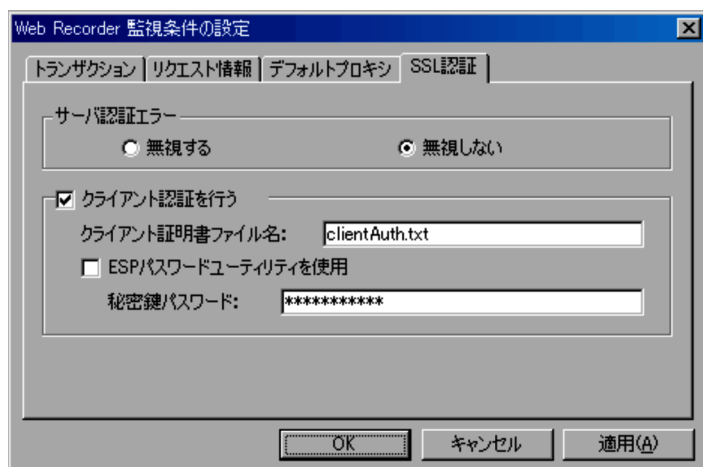 Web Recorder 監視条件の設定
トランザクション リクエスト情報 デフォルトプロキシ SSL認証
サーバ認証エラー
無視する 無視しない
クライアント認証を行う
クライアント証明書ファイル名: clientAuth.txt
ESPパスワードユーティリティを使用
秘密鍵パスワード: ***********
OK キャンセル 適用(A)